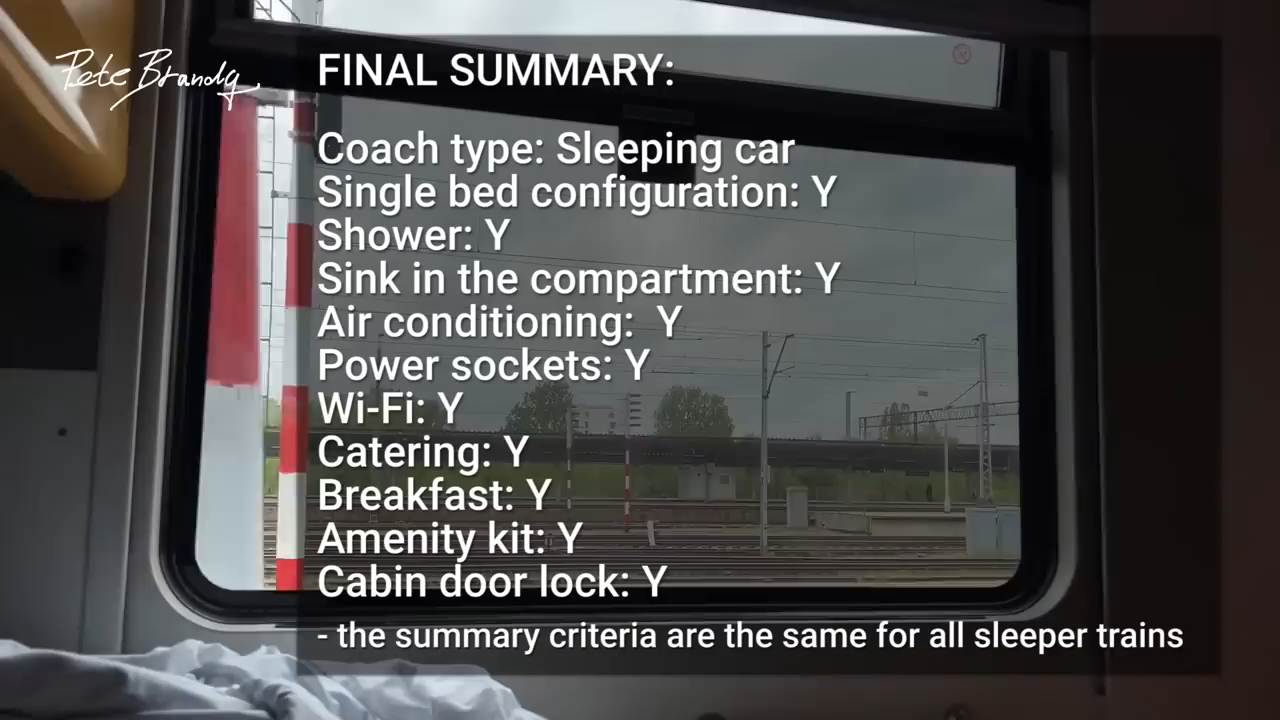 Pete Brandy.
FINAL SUMMARY:
Coach type: Sleeping car
Single bed configuration: Y
Shower: Y
Sink in the compartment: Y
Air conditioning:  Y
Power sockets: Y
Wi-Fi: Y
Catering: Y
Breakfast: Y
Amenity kit: Y
Cabin door lock: Y
- the summary criteria are the same for all sleeper trains